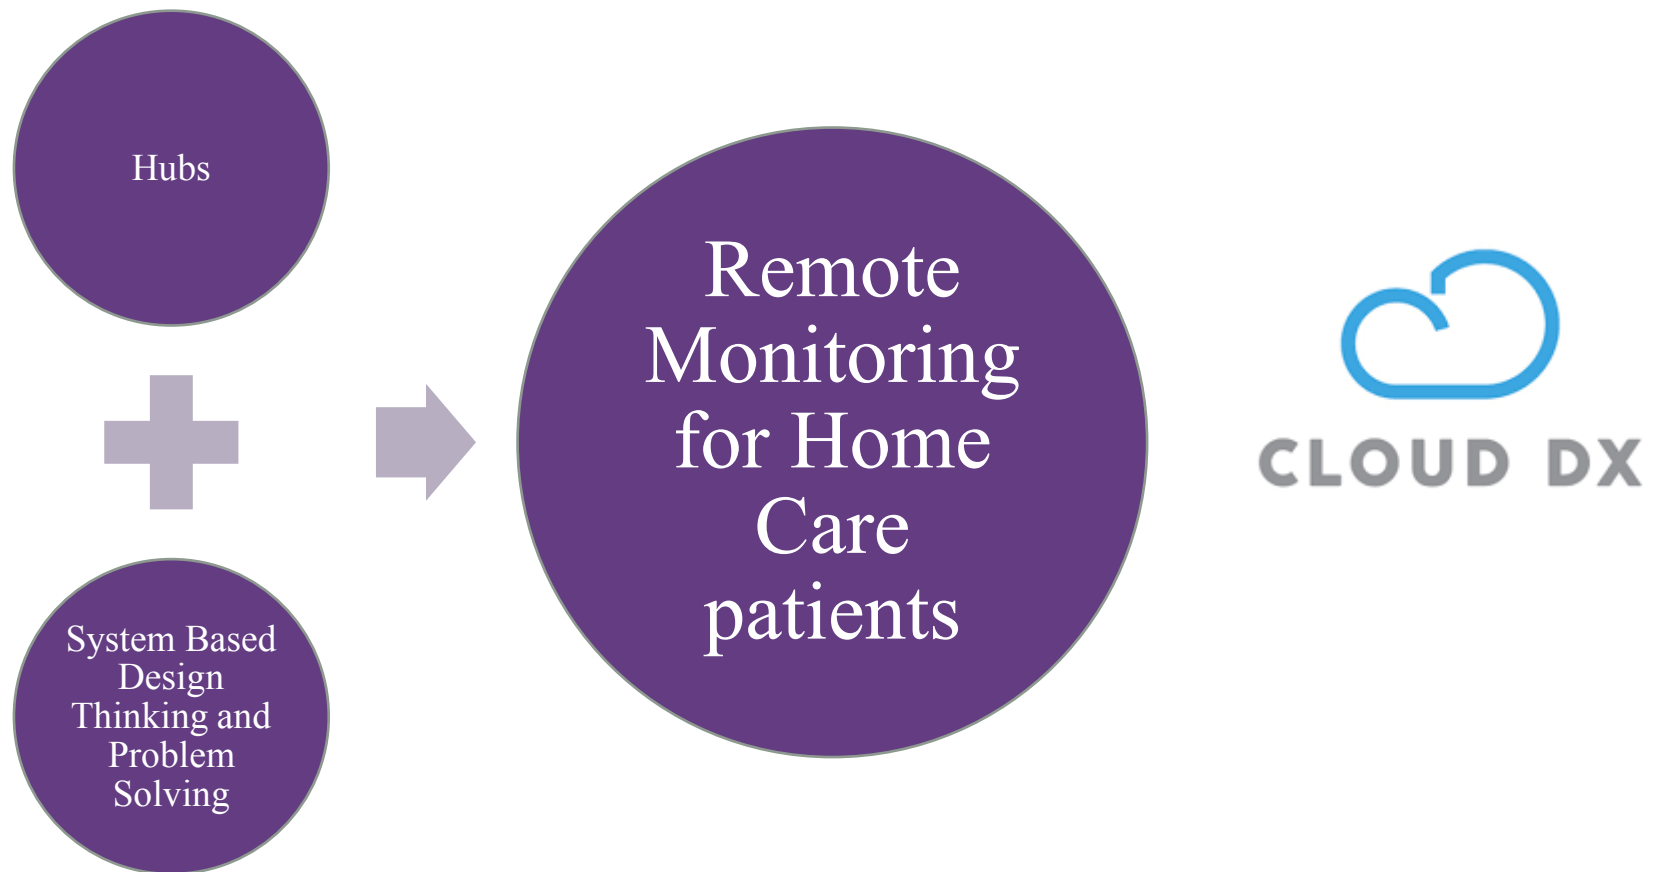 Hubs
System Based
Design
Thinking and
Problem
Solving
Remote
Monitoring
for Home
Care
patients
CLOUD DX